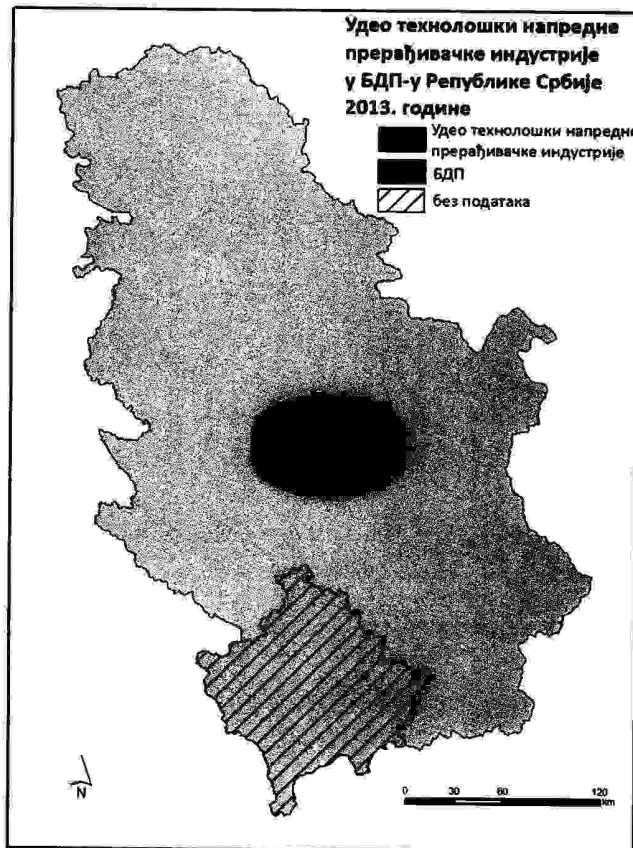 Удео технолошки напредне
прерађивачке индустрије
у БДП-у Републике Србије
2013. године
Удео технолошки напредне
прерађивачке индустрије
БДП
без података
N
0 30 60 120
km